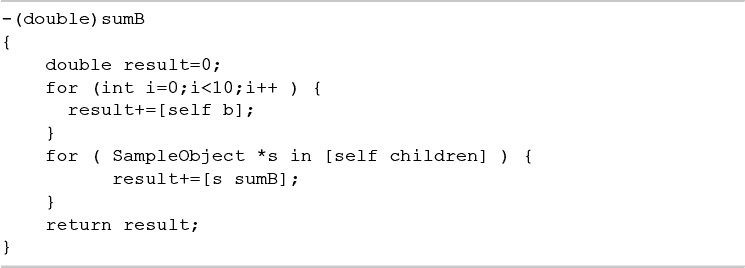 -(double)sumB
{
    double result=0;
    for (int i=0;i<10;i++ ) {
      result+=[self b];
    }
    for ( SampleObject *s in [self children] ) {
          result+=[s sumB];
    }
    return result;
}